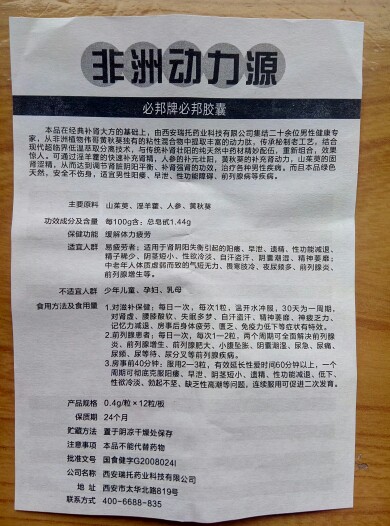 非洲动力源
必邦牌必邦胶囊
本品在经典补肾大方的基础上，由西安瑞托药业科技有限公司集结二十余位男性健康专
家，从非洲植物伟哥黄秋葵独有的粘性混合物中提取丰富的动力肽，传承秘制老工艺，结合
现代超临界低温萃取分离技术，与传统补肾壮阳的纯天然中药材精妙配伍，重新组合，效果
惊人。可通过淫羊藿的快速补充肾精，人参的补元壮阳，黄秋葵的补充肾动力，山茱萸的固
肾涩精，从而达到调节肾脏阴阳平衡、补肾强肾的功效，治疗各种男性疾病，而且本品绿色
天然，安全不伤身，适宜男性阳痿、早泄、性功能障碍、前列腺炎等疾病。
主要原料 山茱萸、淫羊藿、人参、黄秋葵
功效成分及含量 每100g含：总皂甙1.44g
保健功能 缓解体力疲劳
适宜人群 易疲劳者：适用于肾阴阳失衡引起的阳痿、早泄、遗精、性功能减退、
精子稀少、阴茎短小、性欲冷淡、自汗盗汗、阴囊潮湿、精神萎靡；
中老年人体质虚弱而致的气短无力、畏寒肢冷、夜尿频多、前列腺炎、
前列腺增生等。
不适宜人群 少年儿童、孕妇、乳母
食用方法及食用量 1.对滋补保健：每日一次，每次1粒，温开水冲服，30天为一周期，
对肾虚、腰膝酸软、失眠多梦、自汗盗汗、精神萎靡、神疲乏力、
记忆力减退、房事后身体疲劳、匮乏、免疫力低下等症状有特效。
2.前列腺患者：每日一次，每次1—2粒，两个周期可全面解决前列腺
炎、前列腺增生、前列腺肥大、小腹坠胀、阴囊潮湿、尿急、尿痛、
尿频、尿等待、尿分叉等前列腺疾病。
3.房事前40分钟：服用2—3粒，有效延长性爱时间60分钟以上，一个
周期可彻底克服阳痿、早泄、阴茎短小、遗精、性功能减退、低下、
性欲冷淡、勃起不坚、缺乏性高潮等问题，连续服用可促进二次发育。
产品规格 0.4g/粒×12粒/板
保质期 24个月
贮藏方法 置于阴凉干燥处保存
注意事项 本品不能代替药物
批准文号 国食健字G20080241
公司名称 西安瑞托药业科技有限公司
地 址 西安市太华北路819号
联系方式 400-6688-835